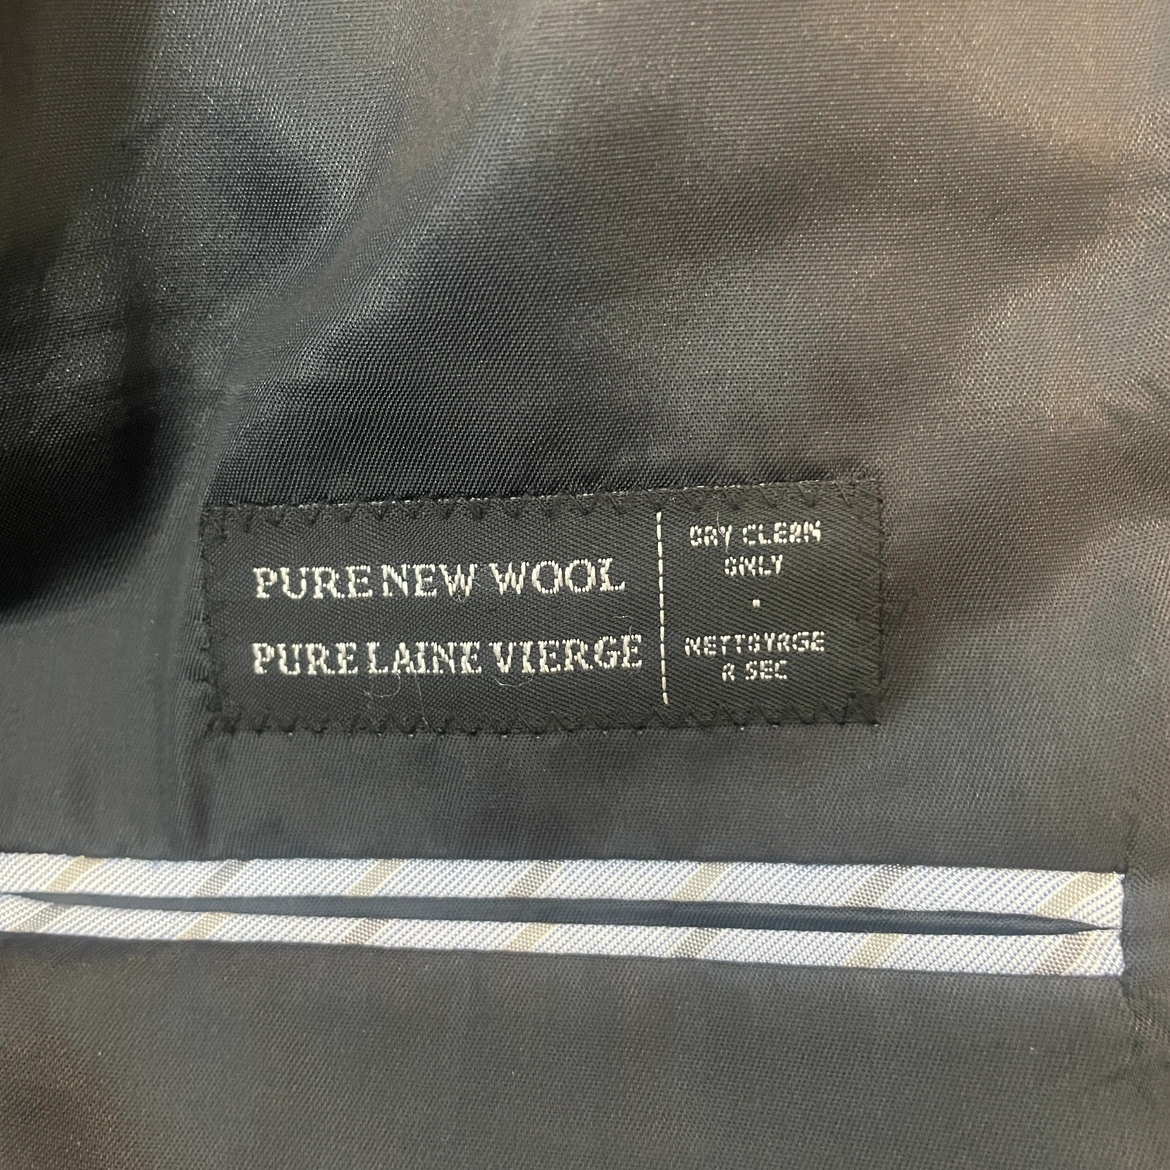 PURE NEW WOOL
PURE LAINE VIERGE
DRY CLEAN
ONLY
NETTOYAGE
A SEC